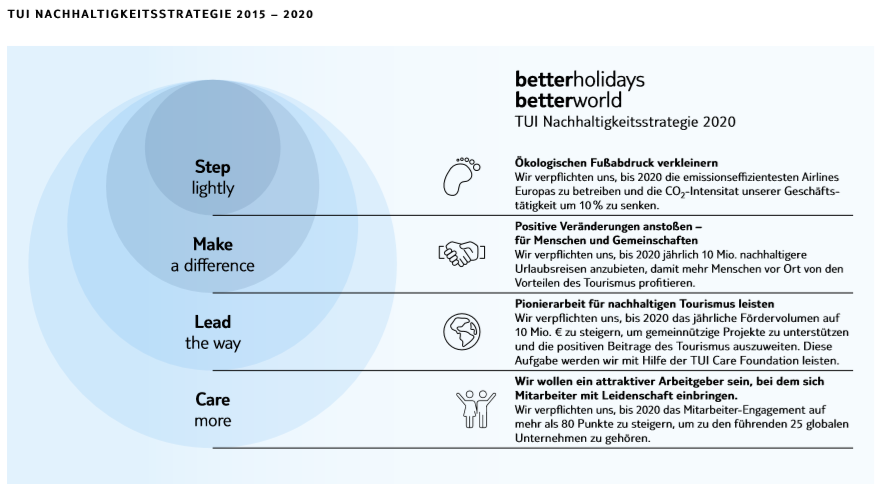 TUI NACHHALTIGKEITSSTRATEGIE 2015 – 2020
betterholidays
betterworld
TUI Nachhaltigkeitsstrategie 2020
Step
lightly
Ökologischen Fußabdruck verkleinern
Wir verpflichten uns, bis 2020 die emissionseffizientesten Airlines
Europas zu betreiben und die CO₂-Intensitat unserer Geschäfts-
tätigkeit um 10 % zu senken.
Make
a difference
Positive Veränderungen anstoßen –
für Menschen und Gemeinschaften
Wir verpflichten uns, bis 2020 jährlich 10 Mio. nachhaltigere
Urlaubsreisen anzubieten, damit mehr Menschen vor Ort von den
Vorteilen des Tourismus profitieren.
Lead
the way
Pionierarbeit für nachhaltigen Tourismus leisten
Wir verpflichten uns, bis 2020 das jährliche Fördervolumen auf
10 Mio. € zu steigern, um gemeinnützige Projekte zu unterstützen
und die positiven Beitrage des Tourismus auszuweiten. Diese
Aufgabe werden wir mit Hilfe der TUI Care Foundation leisten.
Care
more
Wir wollen ein attraktiver Arbeitgeber sein, bei dem sich
Mitarbeiter mit Leidenschaft einbringen.
Wir verpflichten uns, bis 2020 das Mitarbeiter-Engagement auf
mehr als 80 Punkte zu steigern, um zu den führenden 25 globalen
Unternehmen zu gehören.